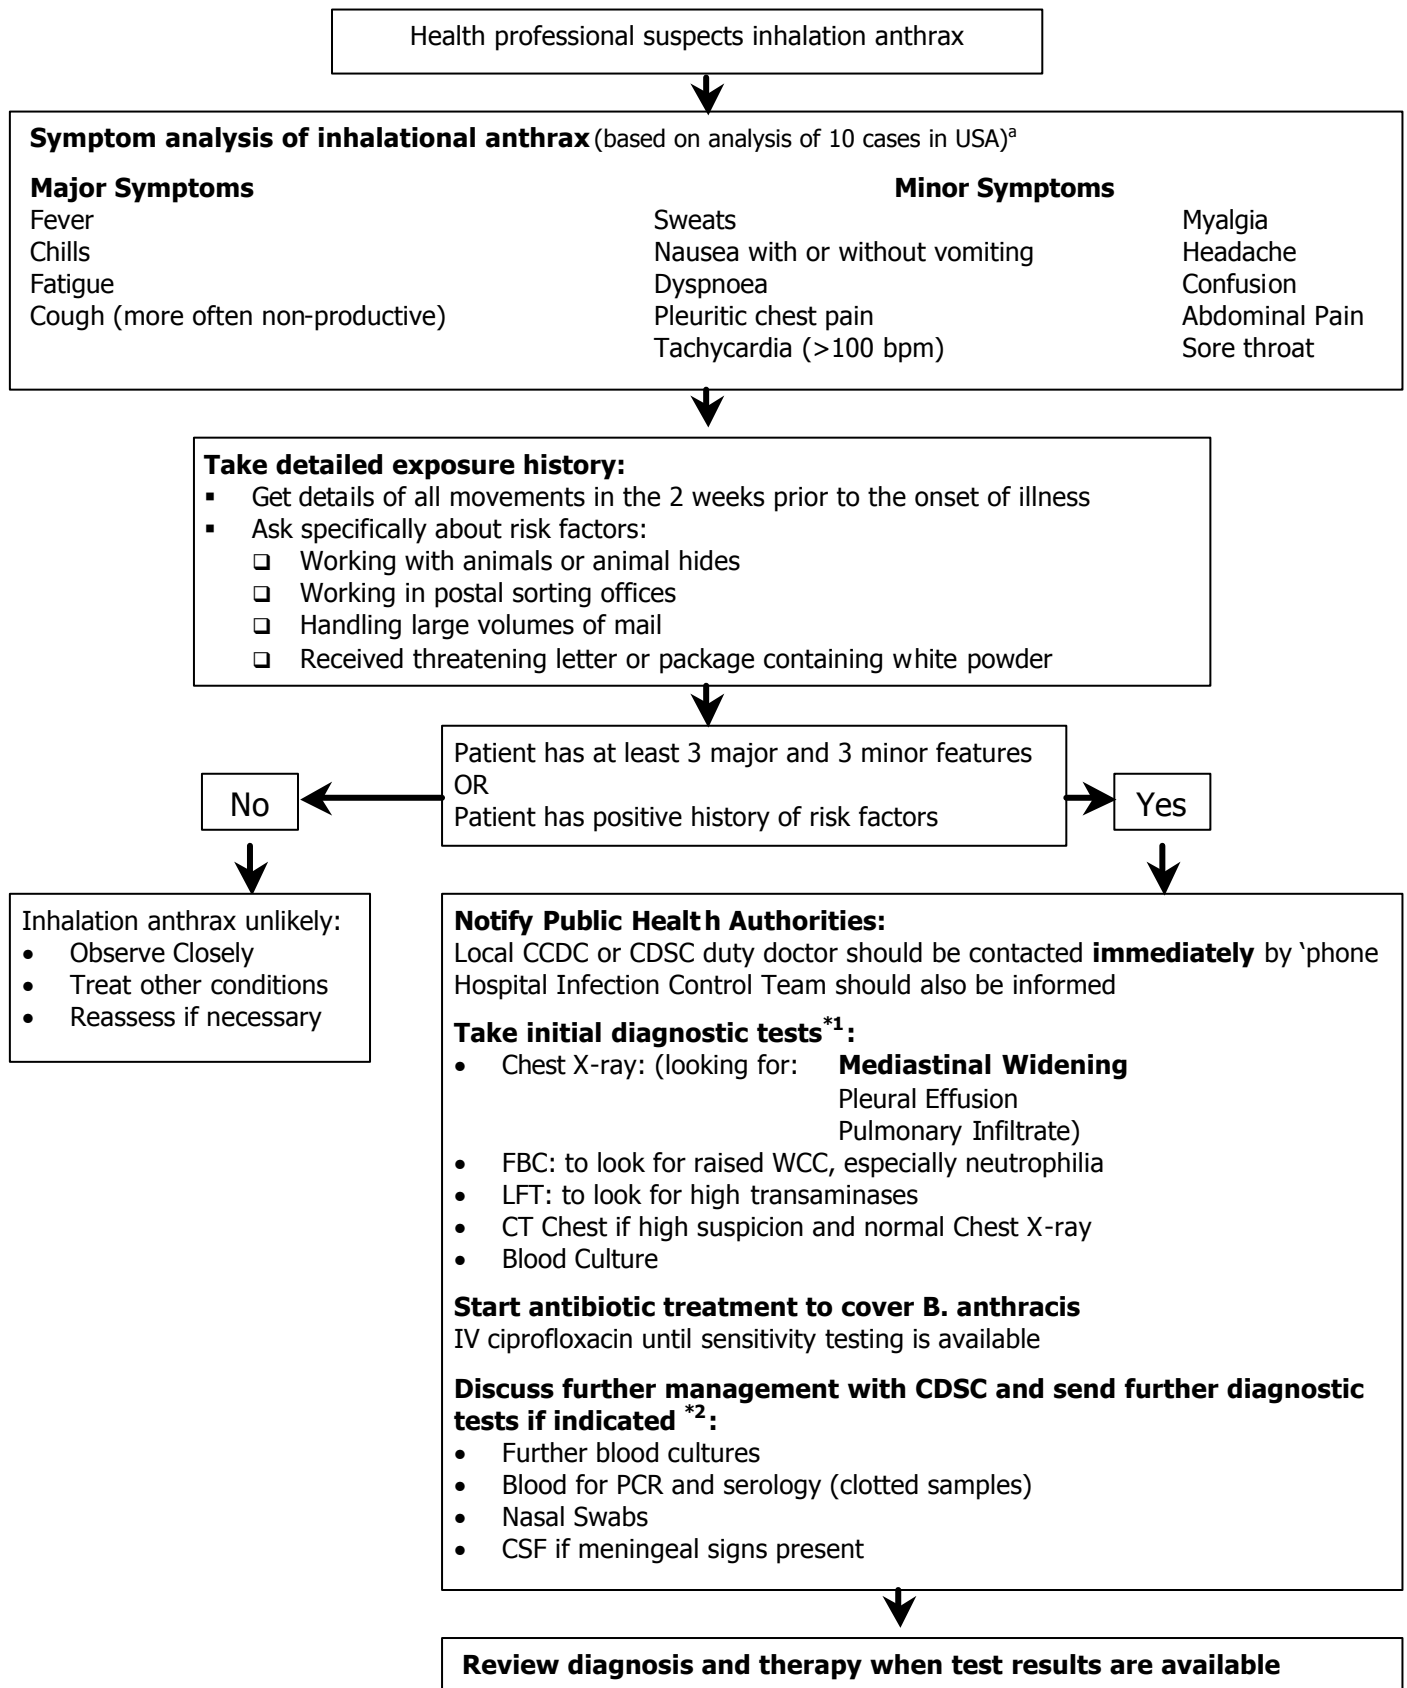 Health professional suspects inhalation anthrax
Symptom analysis of inhalational anthrax (based on analysis of 10 cases in USA)a
Major Symptoms
Fever
Chills
Fatigue
Cough (more often non-productive)
Minor Symptoms
Sweats
Nausea with or without vomiting
Dyspnoea
Pleuritic chest pain
Tachycardia (>100 bpm)
Myalgia
Headache
Confusion
Abdominal Pain
Sore throat
Take detailed exposure history:
▪ Get details of all movements in the 2 weeks prior to the onset of illness
▪ Ask specifically about risk factors:
❑ Working with animals or animal hides
❑ Working in postal sorting offices
❑ Handling large volumes of mail
❑ Received threatening letter or package containing white powder
Patient has at least 3 major and 3 minor features
OR
Patient has positive history of risk factors
No
Yes
Inhalation anthrax unlikely:
• Observe Closely
• Treat other conditions
• Reassess if necessary
Notify Public Health Authorities:
Local CCDC or CDSC duty doctor should be contacted immediately by ‘phone
Hospital Infection Control Team should also be informed
Take initial diagnostic tests*1:
• Chest X-ray: (looking for: Mediastinal Widening
Pleural Effusion
Pulmonary Infiltrate)
• FBC: to look for raised WCC, especially neutrophilia
• LFT: to look for high transaminases
• CT Chest if high suspicion and normal Chest X-ray
• Blood Culture
Start antibiotic treatment to cover B. anthracis
IV ciprofloxacin until sensitivity testing is available
Discuss further management with CDSC and send further diagnostic
tests if indicated *2:
• Further blood cultures
• Blood for PCR and serology (clotted samples)
• Nasal Swabs
• CSF if meningeal signs present
Review diagnosis and therapy when test results are available